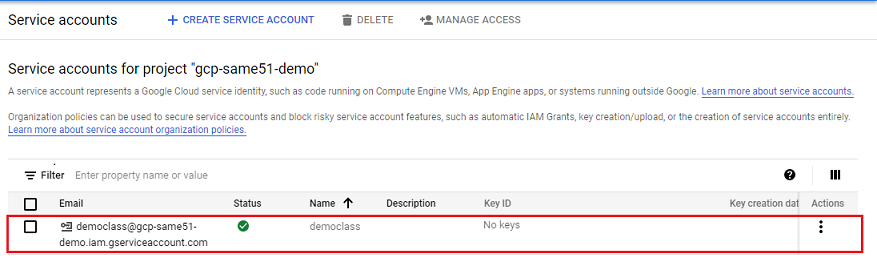 Service accounts
CREATE SERVICE ACCOUNT
DELETE
MANAGE ACCESS
Service accounts for project "gcp-same51-demo"
A service account represents a Google Cloud service identity, such as code running on Compute Engine VMs, App Engine apps, or systems running outside Google. Learn more about service accounts.
Organization policies can be used to secure service accounts and block risky service account features, such as automatic IAM Grants, key creation/upload, or the creation of service accounts entirely.
Learn more about service account organization policies.
Filter Enter property name or value
Email Status Name Description Key ID Key creation dat Actions
democlass@gcp-same51- democlass No keys
demo.iam.gserviceaccount.com